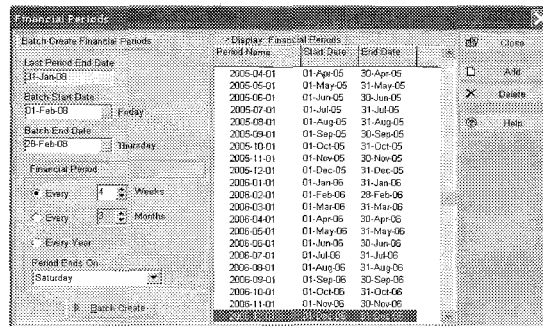 Financial Periods
Batch Create Financial Periods
Last Period End Date
31-Jan-08
Batch Start Date
01-Feb-08 Friday
Batch End Date
28-Feb-08 Thursday
Financial Period
Every 4 Weeks
Every 3 Months
Every Year
Period Ends On
Saturday
Batch Create
Display: Financial Periods
Period Name Start Date End Date
2005-04-01 01-Apr-05 30-Apr-05
2005-05-01 01-May-05 31-May-05
2005-06-01 01-Jun-05 30-Jun-05
2005-07-01 01-Jul-05 31-Jul-05
2005-08-01 01-Aug-05 31-Aug-05
2005-09-01 01-Sep-05 30-Sep-05
2005-10-01 01-Oct-05 31-Oct-05
2005-11-01 01-Nov-05 30-Nov-05
2005-12-01 01-Dec-05 31-Dec-05
2006-01-01 01-Jan-06 31-Jan-06
2006-02-01 01-Feb-06 28-Feb-06
2006-03-01 01-Mar-06 31-Mar-06
2006-04-01 01-Apr-06 30-Apr-06
2006-05-01 01-May-06 31-May-06
2006-06-01 01-Jun-06 30-Jun-06
2006-07-01 01-Jul-06 31-Jul-06
2006-08-01 01-Aug-06 31-Aug-06
2006-09-01 01-Sep-06 30-Sep-06
2006-10-01 01-Oct-06 31-Oct-06
2006-11-01 01-Nov-06 30-Nov-06
Close
Add
Delete
Help